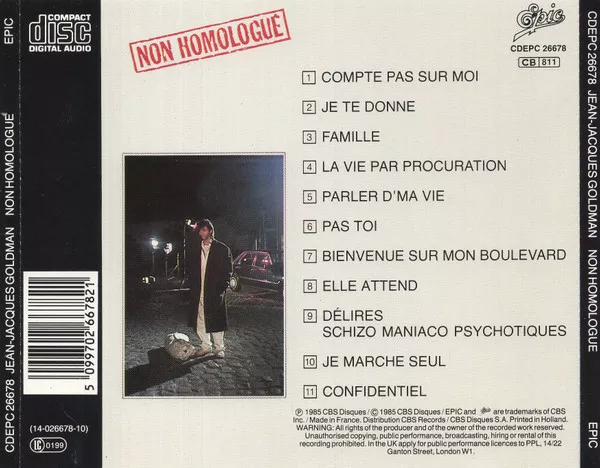 COMPACT
disc
DIGITAL AUDIO
EPIC
NON HOMOLOGUÉ
JEAN-JACQUES GOLDMAN
CDEPC 26678
5 099702 667821
(14-026678-10)
LC 0199
NON HOMOLOGUÉ
Epic
CDEPC 26678
CB 811
1 COMPTE PAS SUR MOI
2 JE TE DONNE
3 FAMILLE
4 LA VIE PAR PROCURATION
5 PARLER D'MA VIE
6 PAS TOI
7 BIENVENUE SUR MON BOULEVARD
8 ELLE ATTEND
9 DÉLIRES
SCHIZO MANIACO PSYCHOTIQUES
10 JE MARCHE SEUL
11 CONFIDENTIEL
Ⓟ 1985 CBS Disques / © 1985 CBS Disques / EPIC and Epic are trademarks of CBS
Inc. / Made in France. Distribution CBS Records / CBS Disques S.A. Printed in Holland.
WARNING: All rights of the producer and of the owner of the recorded work reserved.
Unauthorised copying, public performance, broadcasting, hiring or rental of this
recording prohibited. In the UK apply for public performance licences to PPL, 14/22
Ganton Street, London W1.
CDEPC 26678 JEAN-JACQUES GOLDMAN NON HOMOLOGUE EPIC